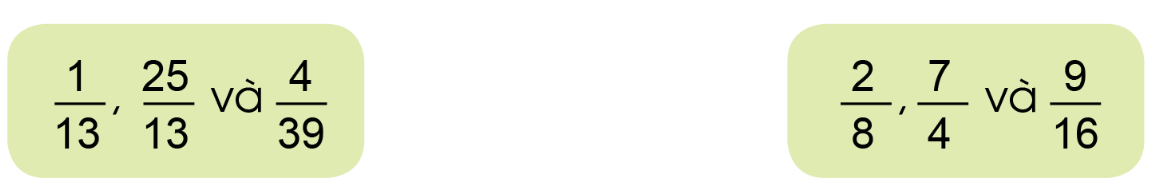 1/13, 25/13 và 4/39
2/8, 7/4 và 9/16